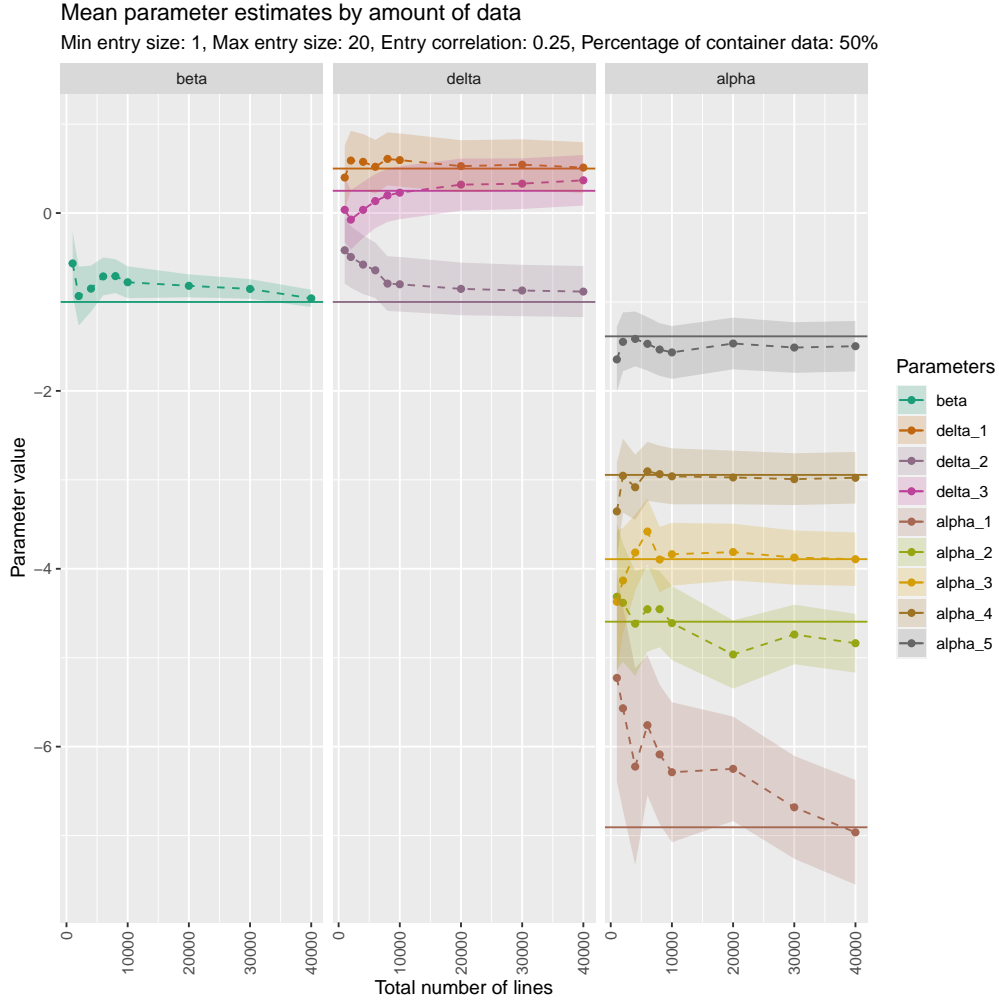 Mean parameter estimates by amount of data
Min entry size: 1, Max entry size: 20, Entry correlation: 0.25, Percentage of container data: 50%
beta
delta
alpha
Parameter value
0
−2
−4
−6
0
10000
20000
30000
40000
0
10000
20000
30000
40000
0
10000
20000
30000
40000
Total number of lines
Parameters
beta
delta_1
delta_2
delta_3
alpha_1
alpha_2
alpha_3
alpha_4
alpha_5